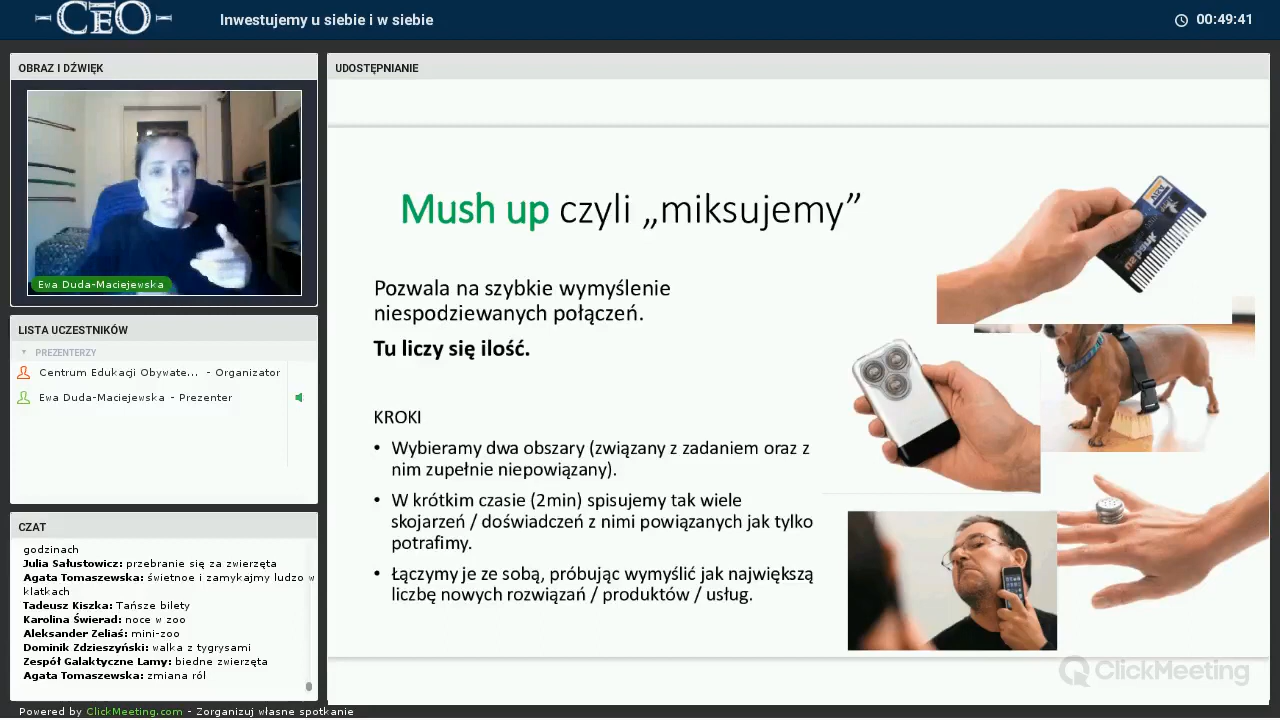 CEO
Inwestujemy u siebie i w siebie
00:49:41
OBRAZ I DŹWIĘK
Ewa Duda-Maciejewska
LISTA UCZESTNIKÓW
PREZENTERZY
Centrum Edukacji Obywate... - Organizator
Ewa Duda-Maciejewska - Prezenter
CZAT
godzinach
Julia Sałustowicz: przebranie się za zwierzęta
Agata Tomaszewska: świetnoe i zamykajmy ludzo w
klatkach
Tadeusz Kiszka: Tańsze bilety
Karolina Świerad: noce w zoo
Aleksander Zeliaś: mini-zoo
Dominik Zdzieszyński: walka z tygrysami
Zespół Galaktyczne Lamy: biedne zwierzęta
Agata Tomaszewska: zmiana ról
UDOSTĘPNIANIE
Mush up czyli „miksujemy”
Pozwala na szybkie wymyślenie
niespodziewanych połączeń.
Tu liczy się ilość.
KROKI
• Wybieramy dwa obszary (związany z zadaniem oraz z
nim zupełnie niepowiązany).
• W krótkim czasie (2min) spisujemy tak wiele
skojarzeń / doświadczeń z nimi powiązanych jak tylko
potrafimy.
• Łączymy je ze sobą, próbując wymyślić jak największą
liczbę nowych rozwiązań / produktów / usług.
ClickMeeting
Powered by ClickMeeting.com - Zorganizuj własne spotkanie